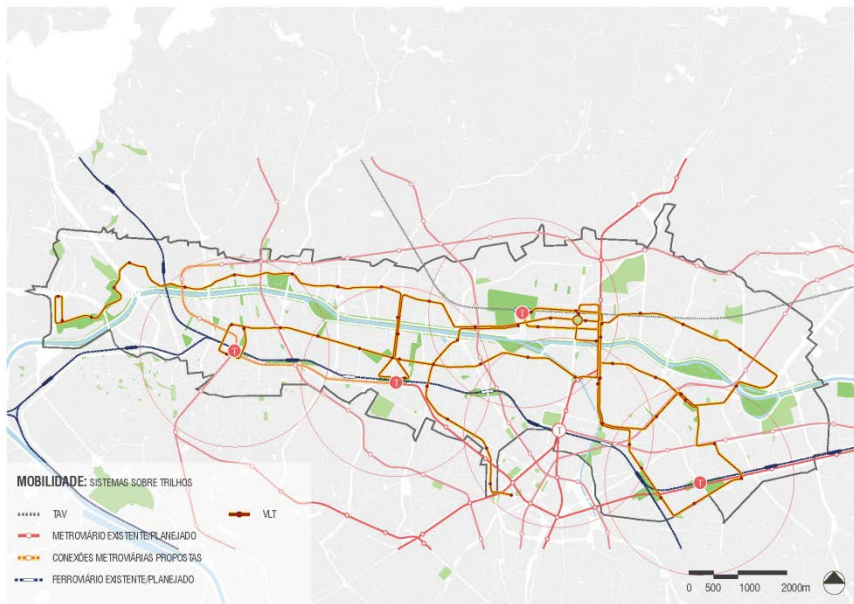 T
T
T
T
T
MOBILIDADE: SISTEMAS SOBRE TRILHOS
TAV
VLT
METROVIÁRIO EXISTENTE/PLANEJADO
CONEXÕES METROVIÁRIAS PROPOSTAS
FERROVIÁRIO EXISTENTE/PLANEJADO
0 500 1000 2000m